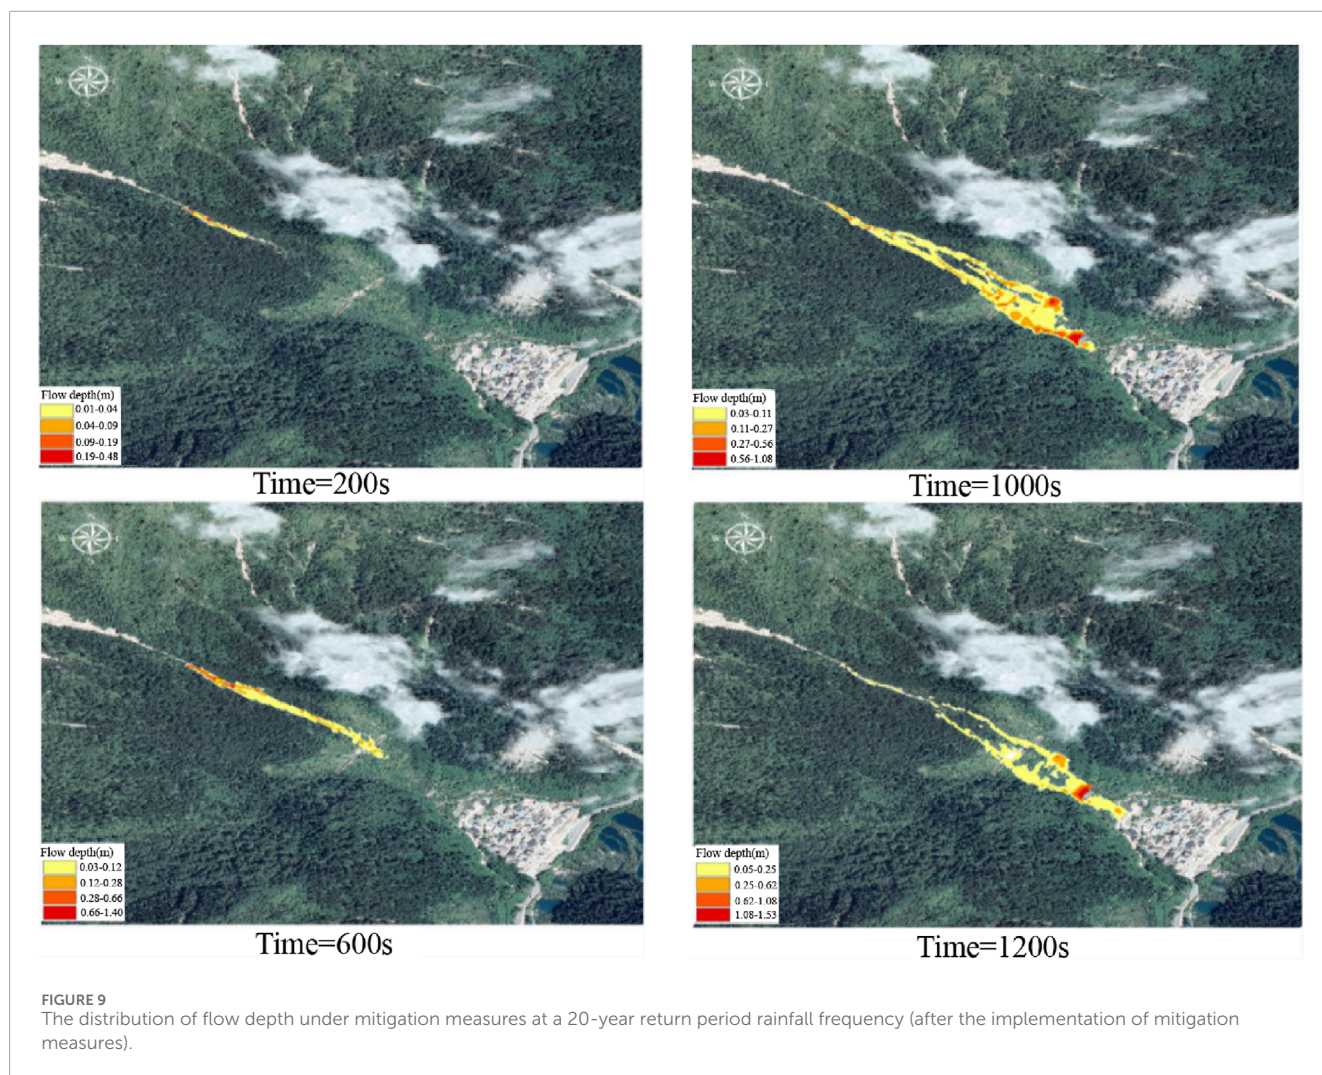 W
Flow depth(m)
0.01-0.04
0.04-0.09
0.09-0.19
0.19-0.48
Time=200s
W
Flow depth(m)
0.03-0.11
0.11-0.27
0.27-0.56
0.56-1.08
Time=1000s
W
Flow depth(m)
0.03-0.12
0.12-0.28
0.28-0.66
0.66-1.40
Time=600s
W
Flow depth(m)
0.05-0.25
0.25-0.62
0.62-1.08
1.08-1.53
Time=1200s
FIGURE 9
The distribution of flow depth under mitigation measures at a 20-year return period rainfall frequency (after the implementation of mitigation
measures).